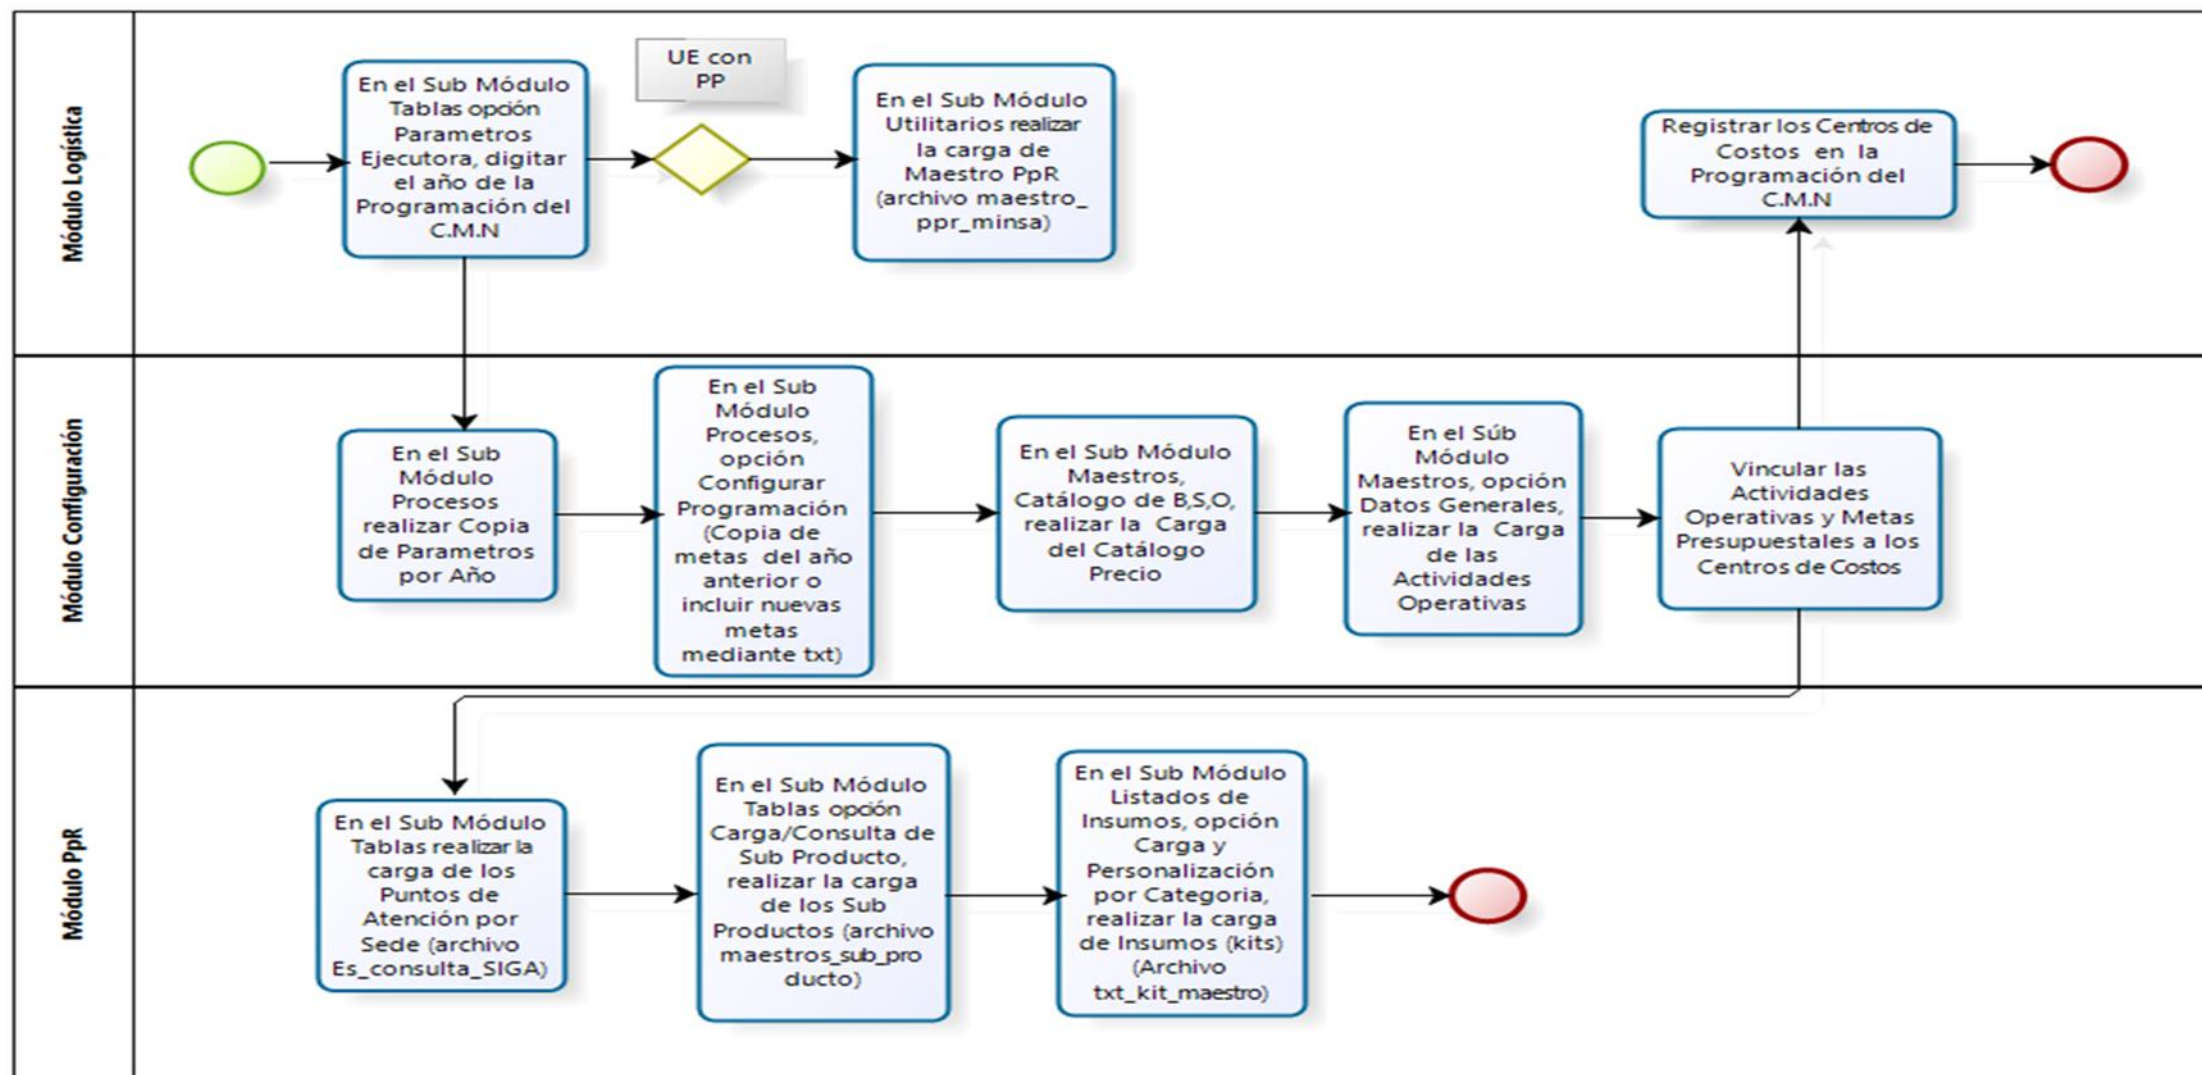 Módulo Logística
En el Sub Módulo
Tablas opción
Parametros
Ejecutora, digitar
el año de la
Programación del
C.M.N
UE con
PP
En el Sub Módulo
Utilitarios realizar
la carga de
Maestro PpR
(archivo maestro_
ppr_minsa)
Registrar los Centros de
Costos en la
Programación del
C.M.N
Módulo Configuración
En el Sub
Módulo
Procesos
realizar Copia
de Parametros
por Año
En el Sub
Módulo
Procesos,
opción
Configurar
Programación
(Copia de
metas del año
anterior o
incluir nuevas
metas
mediante txt)
En el Sub Módulo
Maestros,
Catálogo de B,S,O,
realizar la Carga
del Catálogo
Precio
En el Súb
Módulo
Maestros, opción
Datos Generales,
realizar la Carga
de las
Actividades
Operativas
Vincular las
Actividades
Operativas y Metas
Presupuestales a los
Centros de Costos
Módulo PpR
En el Sub Módulo
Tablas realizar la
carga de los
Puntos de
Atención por
Sede (archivo
Es_consulta_SIGA)
En el Sub Módulo
Tablas opción
Carga/Consulta de
Sub Producto,
realizar la carga
de los Sub
Productos (archivo
maestros_sub_pro
ducto)
En el Sub Módulo
Listados de
Insumos, opción
Carga y
Personalización
por Categoria,
realizar la carga
de Insumos (kits)
(Archivo
txt_kit_maestro)